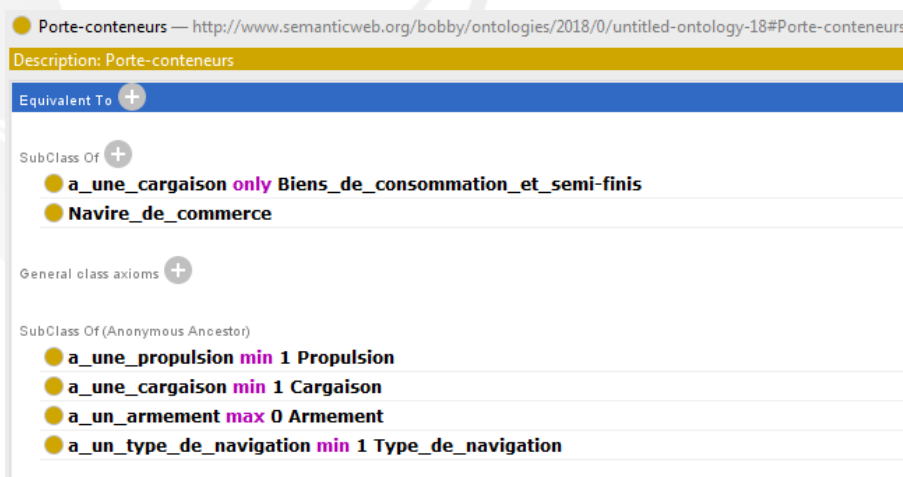 Porte-conteneurs — http://www.semanticweb.org/bobby/ontologies/2018/0/untitled-ontology-18#Porte-conteneurs
Description: Porte-conteneurs
Equivalent To
SubClass Of
a_une_cargaison only Biens_de_consommation_et_semi-finis
Navire_de_commerce
General class axioms
SubClass Of (Anonymous Ancestor)
a_une_propulsion min 1 Propulsion
a_une_cargaison min 1 Cargaison
a_un_armement max 0 Armement
a_un_type_de_navigation min 1 Type_de_navigation